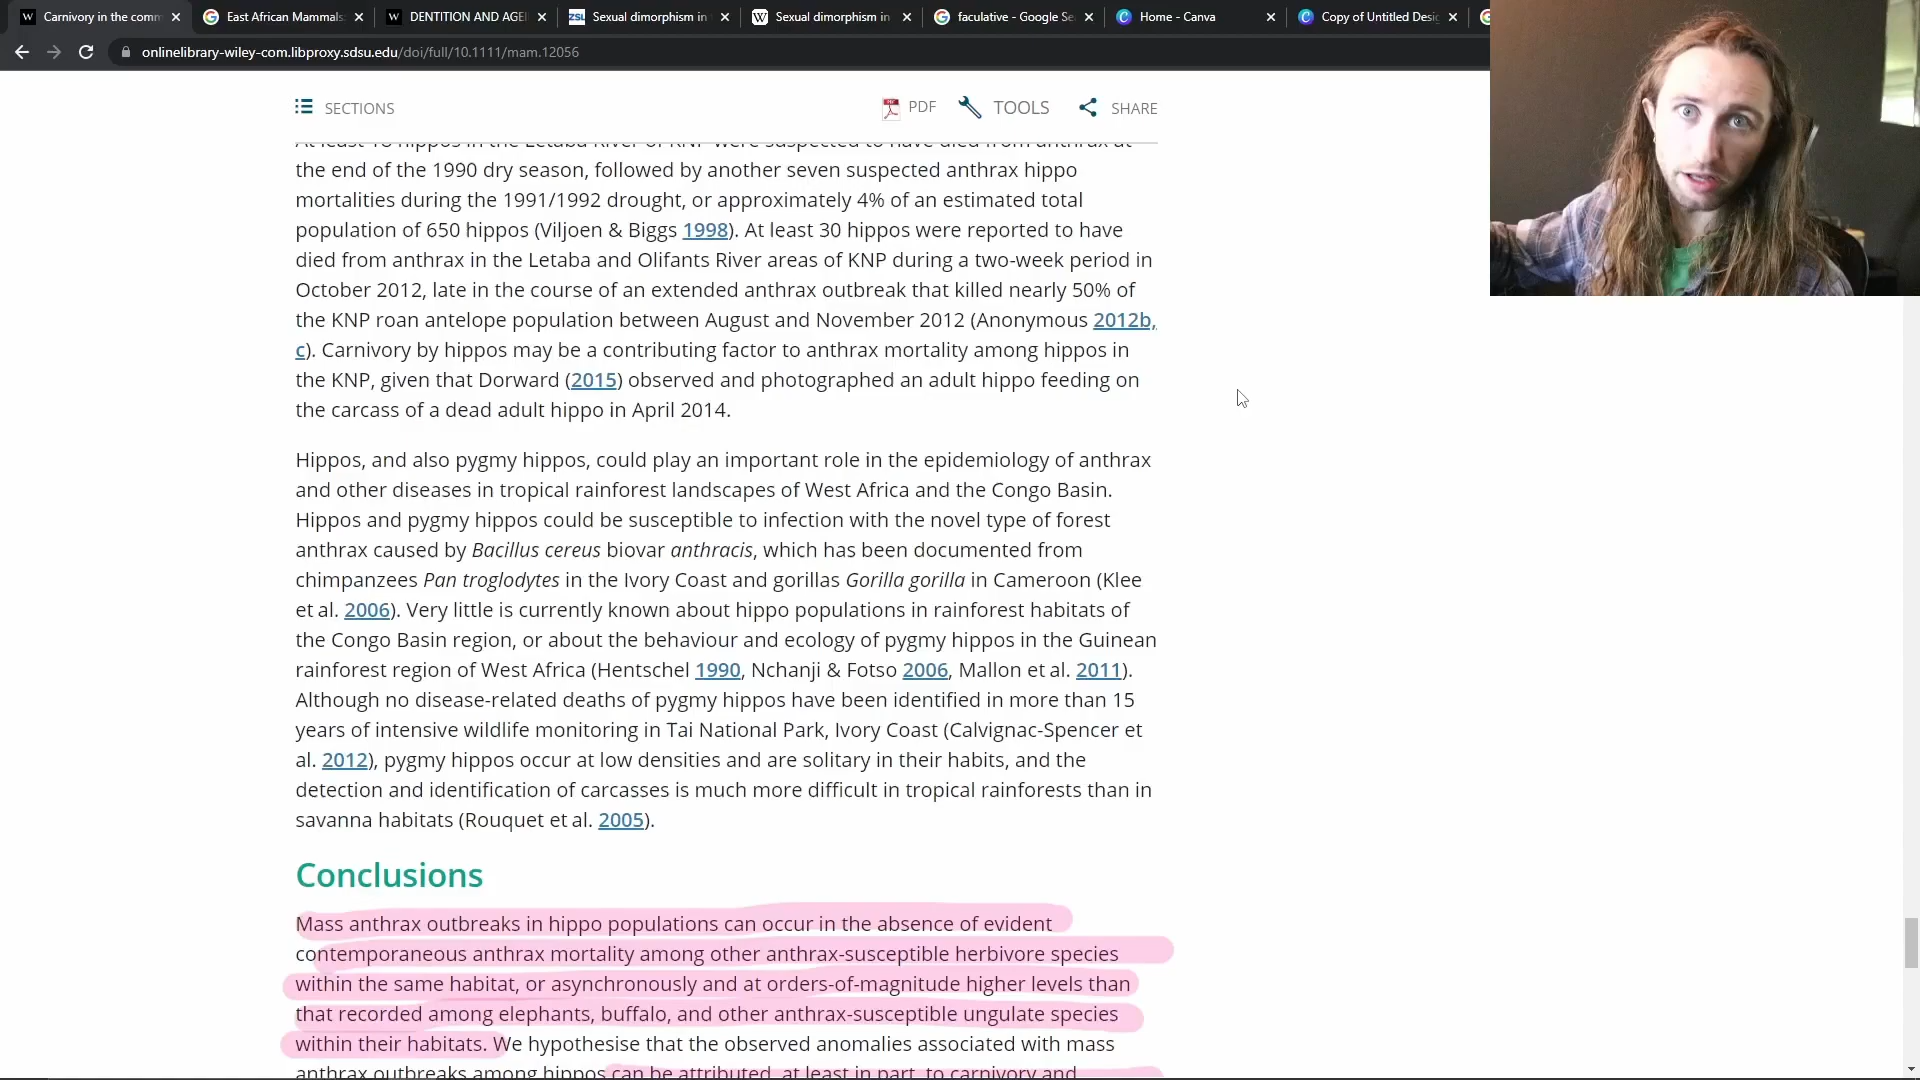 Carnivory in the comm
East African Mammals:
DENTITION AND AGEI
Sexual dimorphism in
Sexual dimorphism in
faculative - Google Se
Home - Canva
Copy of Untitled Desig
onlinelibrary-wiley-com.libproxy.sdsu.edu/doi/full/10.1111/mam.12056
SECTIONS
PDF
TOOLS
SHARE
At least 18 hippos in the Letaba River of KNP were suspected to have died from anthrax at
the end of the 1990 dry season, followed by another seven suspected anthrax hippo
mortalities during the 1991/1992 drought, or approximately 4% of an estimated total
population of 650 hippos (Viljoen & Biggs 1998). At least 30 hippos were reported to have
died from anthrax in the Letaba and Olifants River areas of KNP during a two-week period in
October 2012, late in the course of an extended anthrax outbreak that killed nearly 50% of
the KNP roan antelope population between August and November 2012 (Anonymous 2012b,
c). Carnivory by hippos may be a contributing factor to anthrax mortality among hippos in
the KNP, given that Dorward (2015) observed and photographed an adult hippo feeding on
the carcass of a dead adult hippo in April 2014.
Hippos, and also pygmy hippos, could play an important role in the epidemiology of anthrax
and other diseases in tropical rainforest landscapes of West Africa and the Congo Basin.
Hippos and pygmy hippos could be susceptible to infection with the novel type of forest
anthrax caused by Bacillus cereus biovar anthracis, which has been documented from
chimpanzees Pan troglodytes in the Ivory Coast and gorillas Gorilla gorilla in Cameroon (Klee
et al. 2006). Very little is currently known about hippo populations in rainforest habitats of
the Congo Basin region, or about the behaviour and ecology of pygmy hippos in the Guinean
rainforest region of West Africa (Hentschel 1990, Nchanji & Fotso 2006, Mallon et al. 2011).
Although no disease-related deaths of pygmy hippos have been identified in more than 15
years of intensive wildlife monitoring in Tai National Park, Ivory Coast (Calvignac-Spencer et
al. 2012), pygmy hippos occur at low densities and are solitary in their habits, and the
detection and identification of carcasses is much more difficult in tropical rainforests than in
savanna habitats (Rouquet et al. 2005).
Conclusions
Mass anthrax outbreaks in hippo populations can occur in the absence of evident
contemporaneous anthrax mortality among other anthrax-susceptible herbivore species
within the same habitat, or asynchronously and at orders-of-magnitude higher levels than
that recorded among elephants, buffalo, and other anthrax-susceptible ungulate species
within their habitats. We hypothesise that the observed anomalies associated with mass
anthrax outbreaks among hippos can be attributed, at least in part, to carnivory and